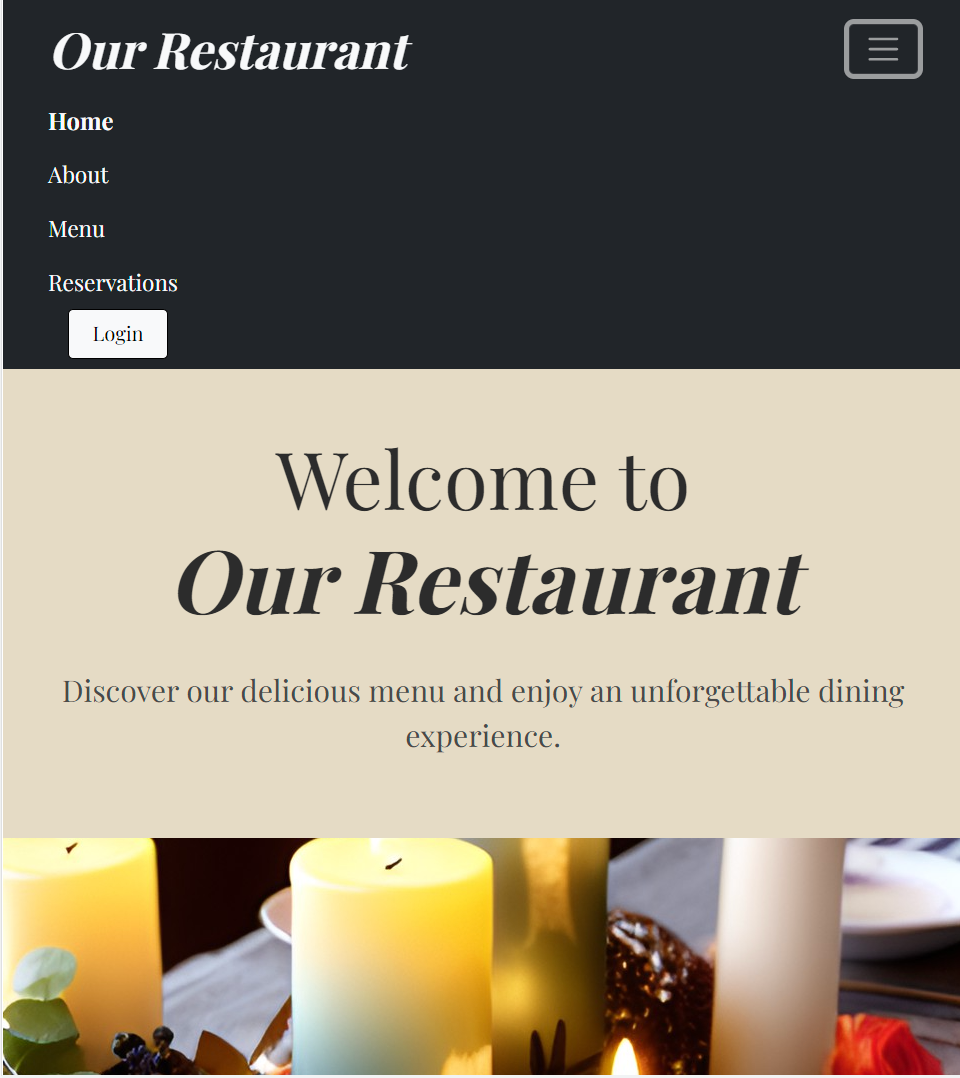 Our Restaurant
Home
About
Menu
Reservations
Login
Welcome to
Our Restaurant
Discover our delicious menu and enjoy an unforgettable dining
experience.